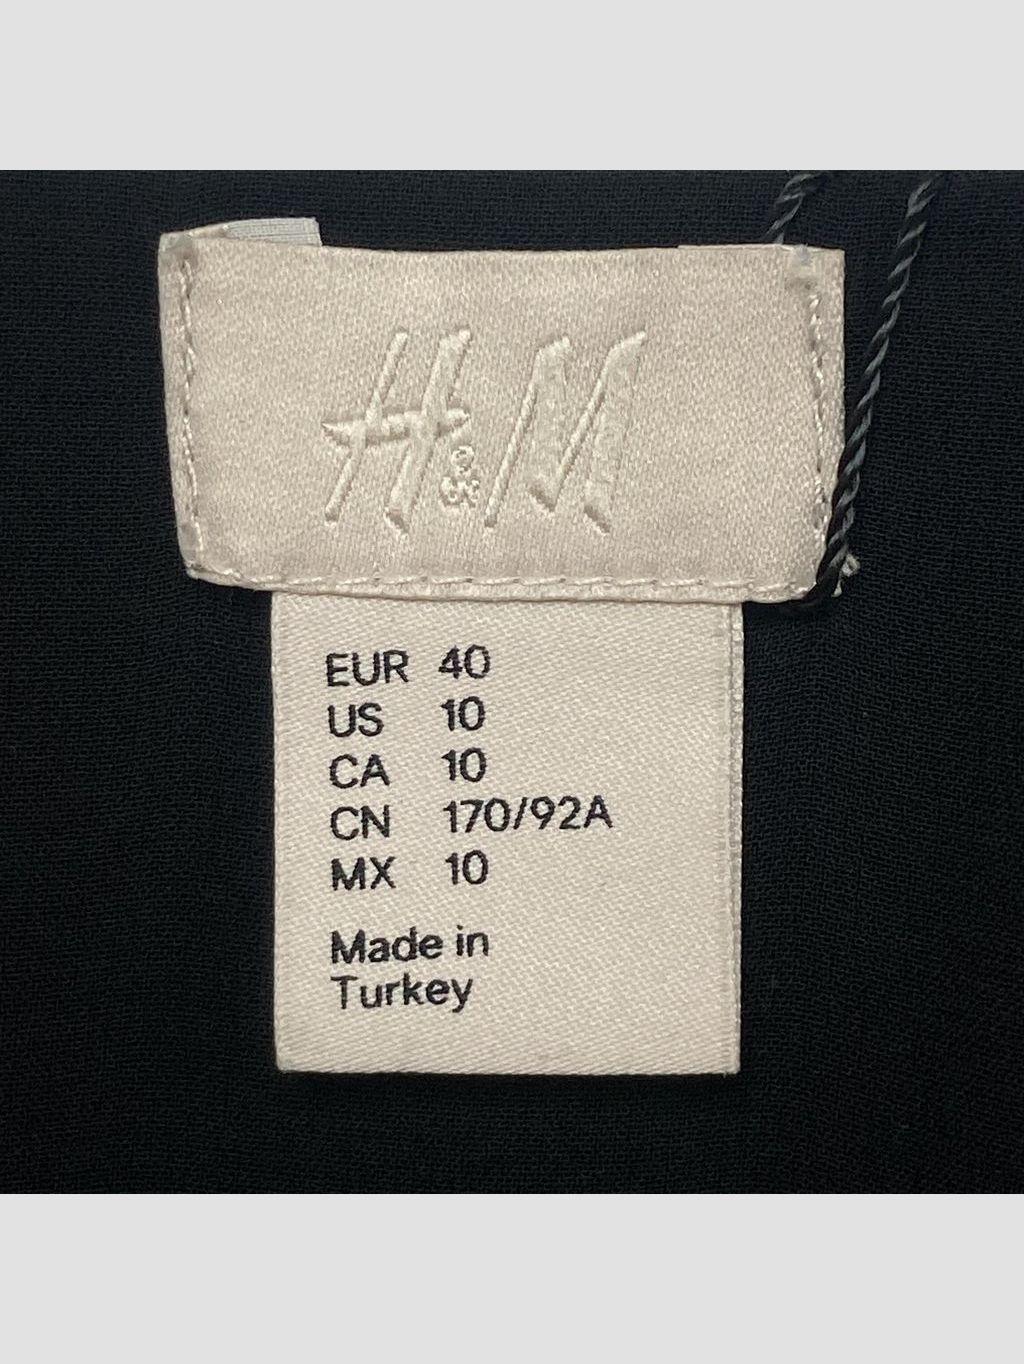 H&M
EUR 40
US 10
CA 10
CN 170/92A
MX 10
Made in
Turkey